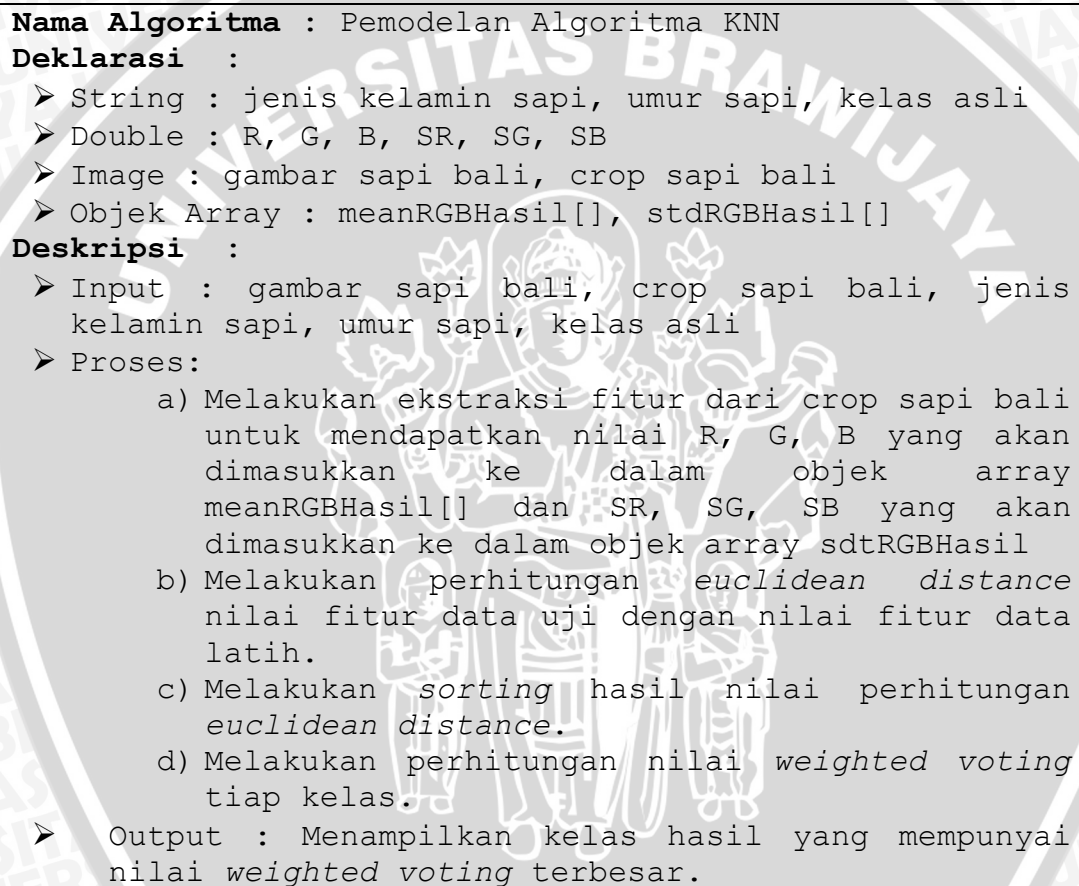 Nama Algoritma : Pemodelan Algoritma KNN
Deklarasi :
➢ String : jenis kelamin sapi, umur sapi, kelas asli
➢ Double : R, G, B, SR, SG, SB
➢ Image : gambar sapi bali, crop sapi bali
➢ Objek Array : meanRGBHasil[], stdRGBHasil[]
Deskripsi :
➢ Input : gambar sapi bali, crop sapi bali, jenis
kelamin sapi, umur sapi, kelas asli
➢ Proses:
a) Melakukan ekstraksi fitur dari crop sapi bali
untuk mendapatkan nilai R, G, B yang akan
dimasukkan ke dalam objek array
meanRGBHasil[] dan SR, SG, SB yang akan
dimasukkan ke dalam objek array sdtRGBHasil
b) Melakukan perhitungan euclidean distance
nilai fitur data uji dengan nilai fitur data
latih.
c) Melakukan sorting hasil nilai perhitungan
euclidean distance.
d) Melakukan perhitungan nilai weighted voting
tiap kelas.
➢ Output : Menampilkan kelas hasil yang mempunyai
nilai weighted voting terbesar.
UNIVERSITAS BRAWIJAYA